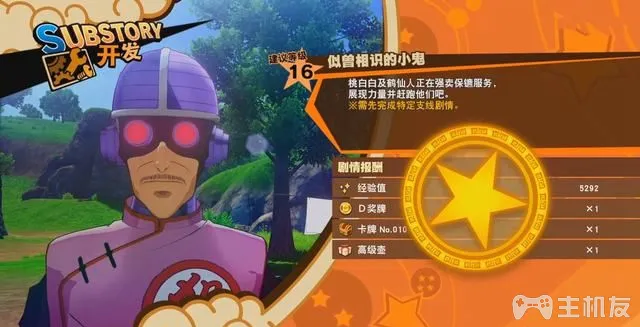 SUBSTORY
开发
建议等级
16
似曾相识的小鬼
桃白白及鹤仙人正在强卖保镖服务，
展现力量并赶跑他们吧。
※需先完成特定支线剧情。
剧情报酬
经验值 5292
D奖牌 ×1
卡牌 No.010 ×1
高级壶 ×1
主机友